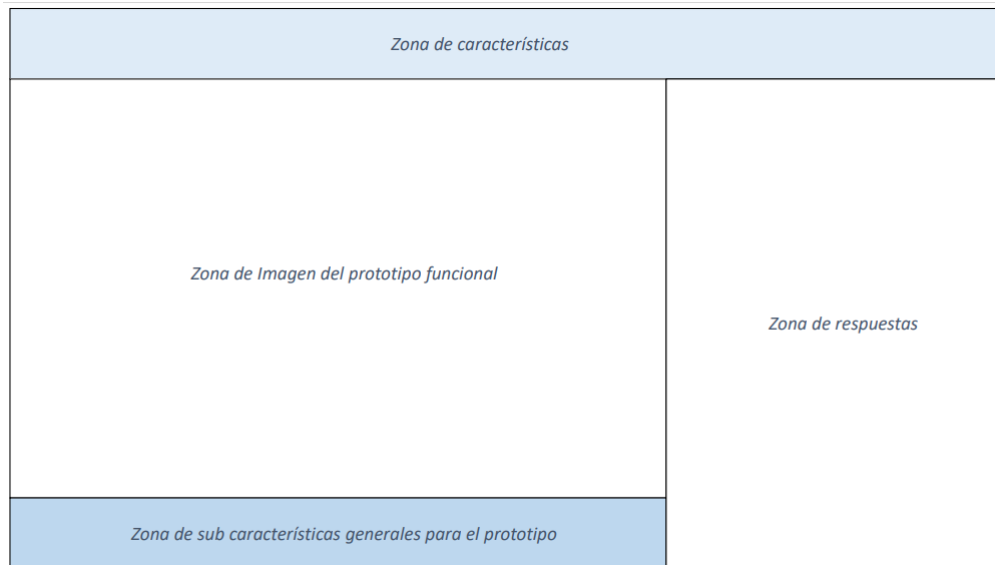 Zona de características
Zona de Imagen del prototipo funcional
Zona de respuestas
Zona de sub características generales para el prototipo